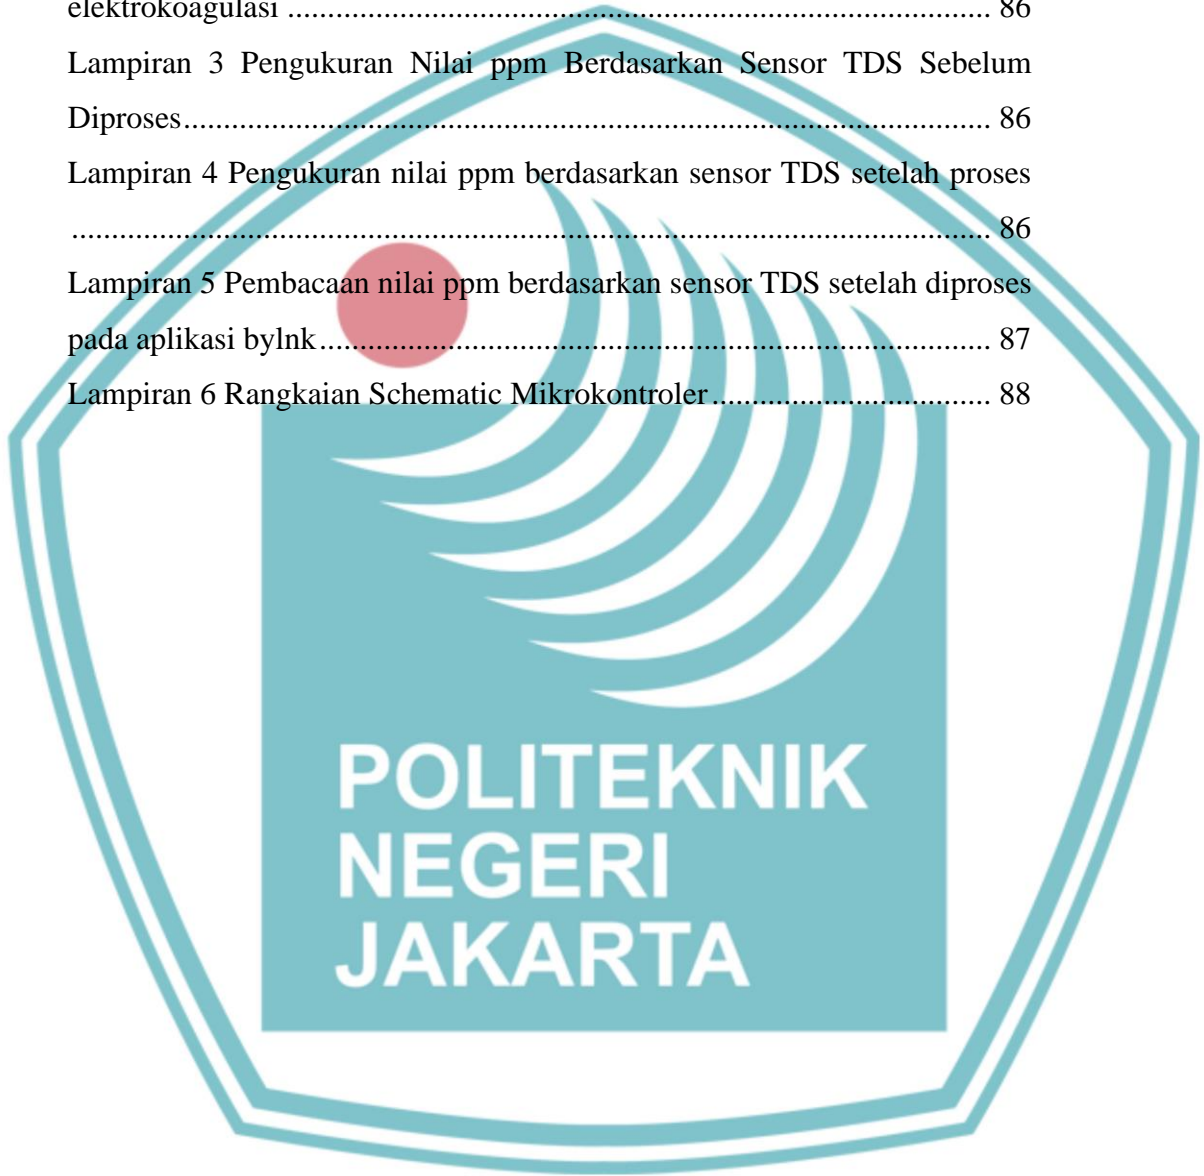 elektrokoagulasi .......................................................................................... 86
Lampiran 3 Pengukuran Nilai ppm Berdasarkan Sensor TDS Sebelum
Diproses...................................................................................................... 86
Lampiran 4 Pengukuran nilai ppm berdasarkan sensor TDS setelah proses
.................................................................................................................... 86
Lampiran 5 Pembacaan nilai ppm berdasarkan sensor TDS setelah diproses
pada aplikasi bylnk..................................................................................... 87
Lampiran 6 Rangkaian Schematic Mikrokontroler................................... 88
POLITEKNIK
NEGERI
JAKARTA